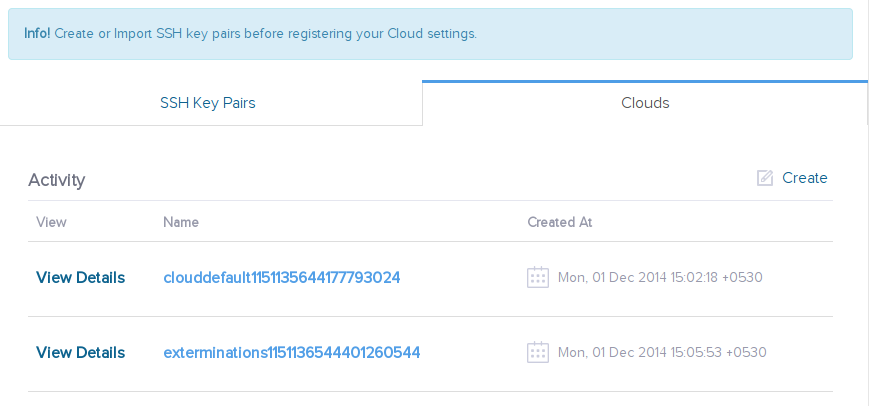 Info! Create or Import SSH key pairs before registering your Cloud settings.
SSH Key Pairs Clouds
Activity Create
View Name Created At
View Details clouddefault1151135644177793024 Mon, 01 Dec 2014 15:02:18 +0530
View Details exterminations1151136544401260544 Mon, 01 Dec 2014 15:05:53 +0530